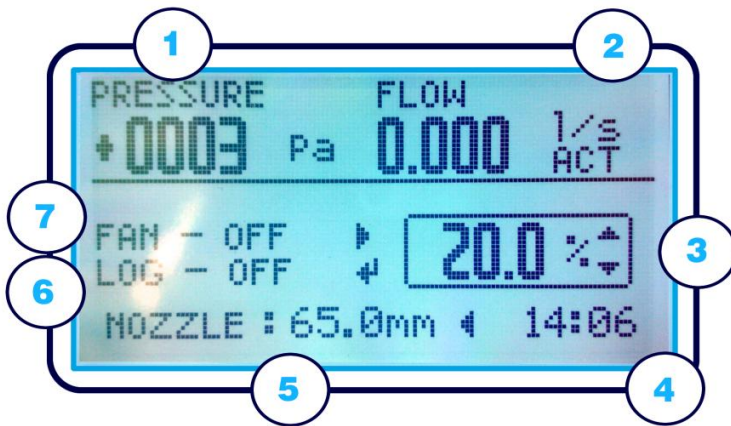 1
2
PRESSURE FLOW
+0003 Pa 0.000 l/s
ACT
7
FAN - OFF 20.0 %
3
LOG - OFF
6
NOZZLE : 65.0mm 14:06
5
4